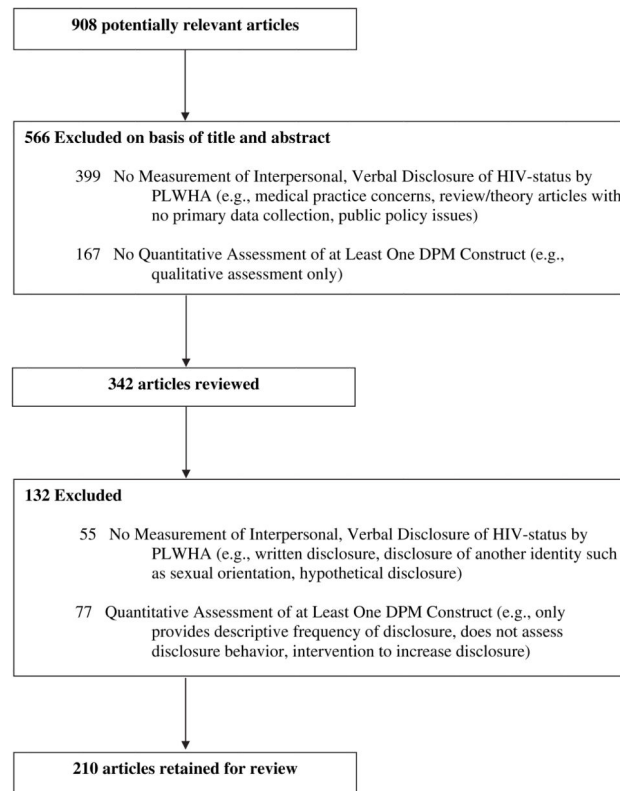 908 potentially relevant articles
566 Excluded on basis of title and abstract
399 No Measurement of Interpersonal, Verbal Disclosure of HIV-status by
PLWHA (e.g., medical practice concerns, review/theory articles with
no primary data collection, public policy issues)
167 No Quantitative Assessment of at Least One DPM Construct (e.g.,
qualitative assessment only)
342 articles reviewed
132 Excluded
55 No Measurement of Interpersonal, Verbal Disclosure of HIV-status by
PLWHA (e.g., written disclosure, disclosure of another identity such
as sexual orientation, hypothetical disclosure)
77 Quantitative Assessment of at Least One DPM Construct (e.g., only
provides descriptive frequency of disclosure, does not assess
disclosure behavior, intervention to increase disclosure)
210 articles retained for review